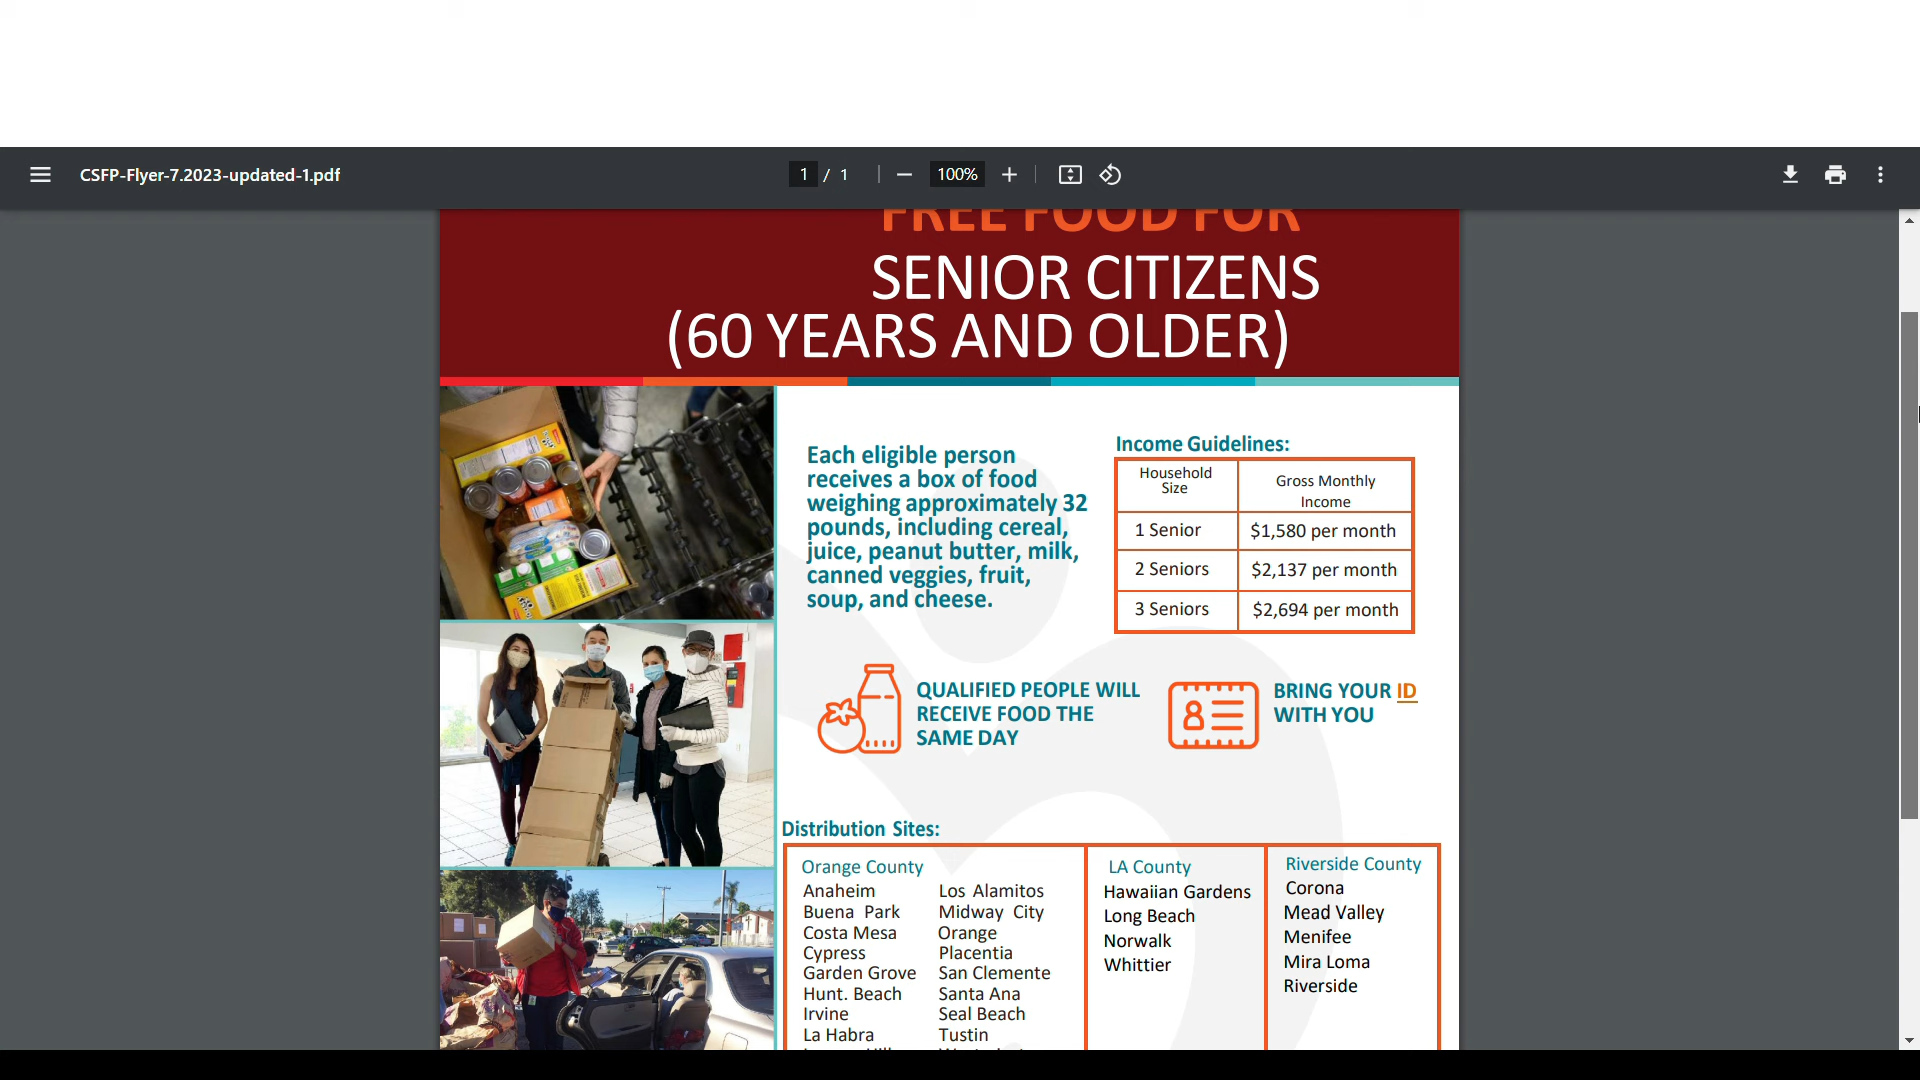 CSFP-Flyer-7.2023-updated-1.pdf
1 / 1
100%
FREE FOOD FOR
SENIOR CITIZENS
(60 YEARS AND OLDER)
Each eligible person
receives a box of food
weighing approximately 32
pounds, including cereal,
juice, peanut butter, milk,
canned veggies, fruit,
soup, and cheese.
Income Guidelines:
Household Size
Gross Monthly Income
1 Senior $1,580 per month
2 Seniors $2,137 per month
3 Seniors $2,694 per month
QUALIFIED PEOPLE WILL
RECEIVE FOOD THE
SAME DAY
BRING YOUR ID
WITH YOU
Distribution Sites:
Orange County
Anaheim
Buena Park
Costa Mesa
Cypress
Garden Grove
Hunt. Beach
Irvine
La Habra
Los Alamitos
Midway City
Orange
Placentia
San Clemente
Santa Ana
Seal Beach
Tustin
LA County
Hawaiian Gardens
Long Beach
Norwalk
Whittier
Riverside County
Corona
Mead Valley
Menifee
Mira Loma
Riverside